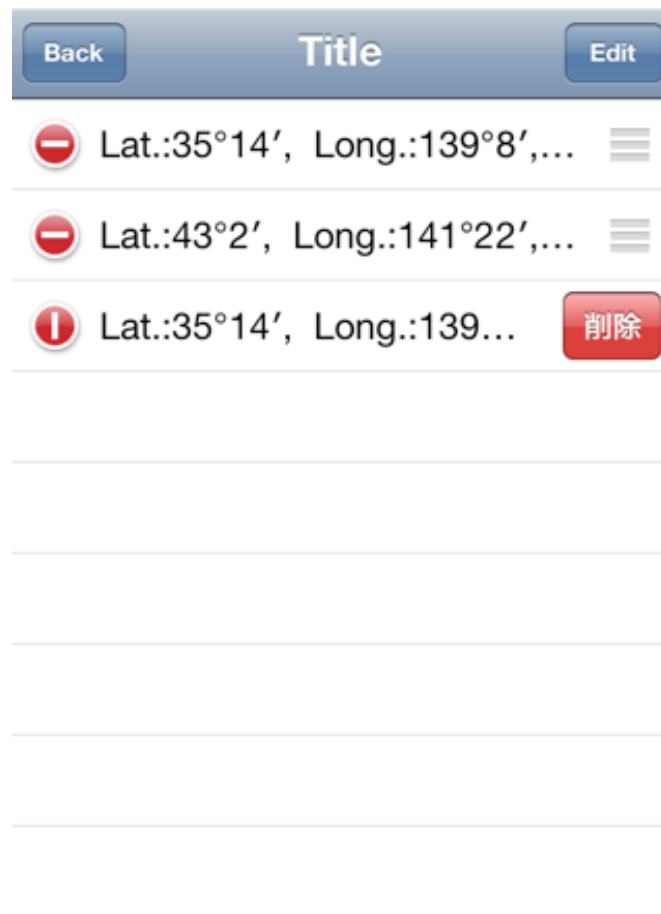 Back Title Edit
Lat.:35°14′, Long.:139°8′,...
Lat.:43°2′, Long.:141°22′,...
Lat.:35°14′, Long.:139... 削除